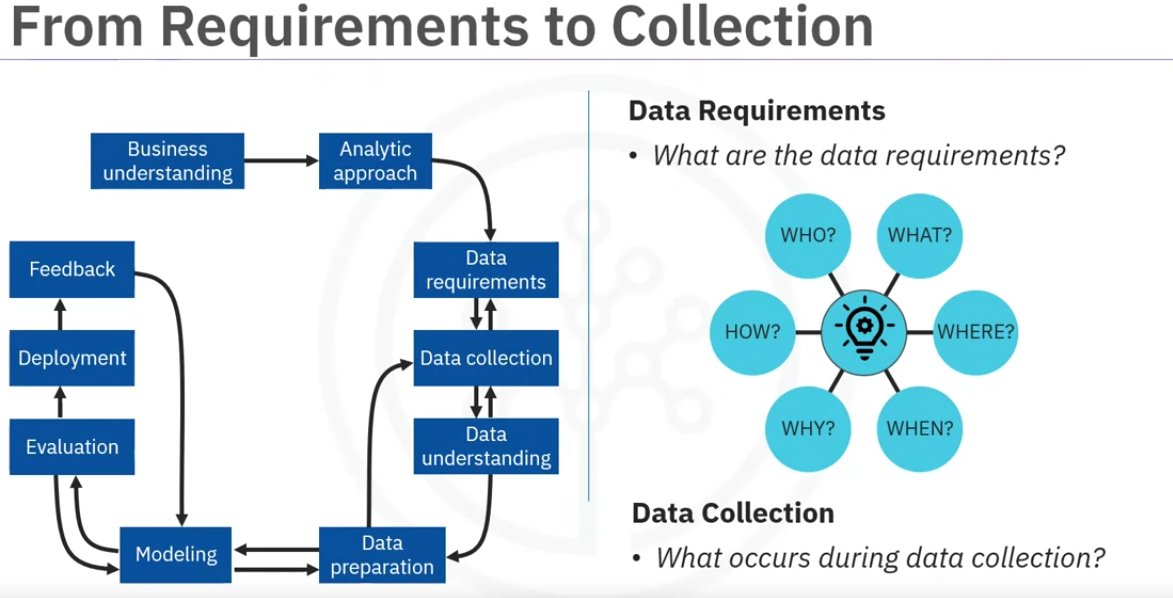 From Requirements to Collection
Business
understanding
Analytic
approach
Data
requirements
Data collection
Data
understanding
Data
preparation
Modeling
Evaluation
Deployment
Feedback
Data Requirements
• What are the data requirements?
WHO?
WHAT?
HOW?
WHERE?
WHY?
WHEN?
Data Collection
• What occurs during data collection?